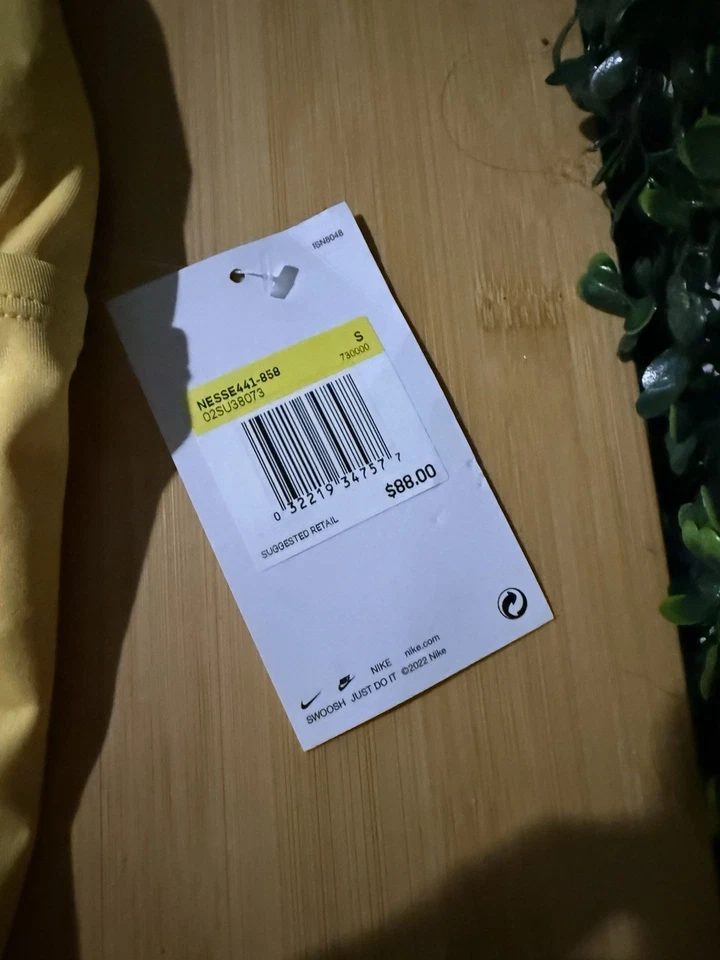 ISN8048
S
NESSE441-858
730000
02SU38073
0 32219 34757 7
$88.00
SUGGESTED RETAIL
NIKE nike.com
SWOOSH JUST DO IT ©2022 Nike